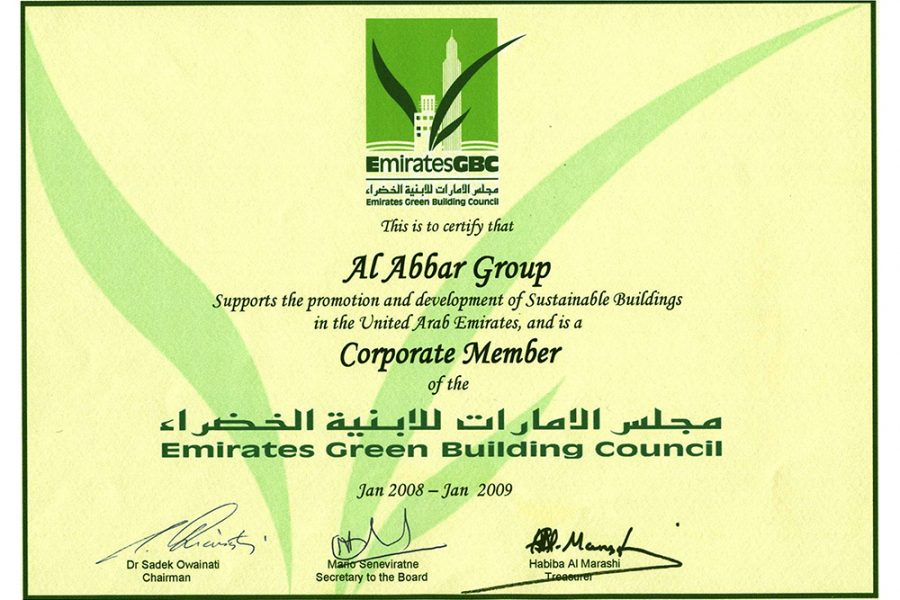 EmiratesGBC
مجلس الامارات للابنية الخضراء
Emirates Green Building Council
This is to certify that
Al Abbar Group
Supports the promotion and development of Sustainable Buildings
in the United Arab Emirates, and is a
Corporate Member
of the
مجلس الامارات للابنية الخضراء
Emirates Green Building Council
Jan 2008 – Jan 2009
Dr Sadek Owainati
Chairman
Mario Seneviratne
Secretary to the Board
Habiba Al Marashi
Treasurer